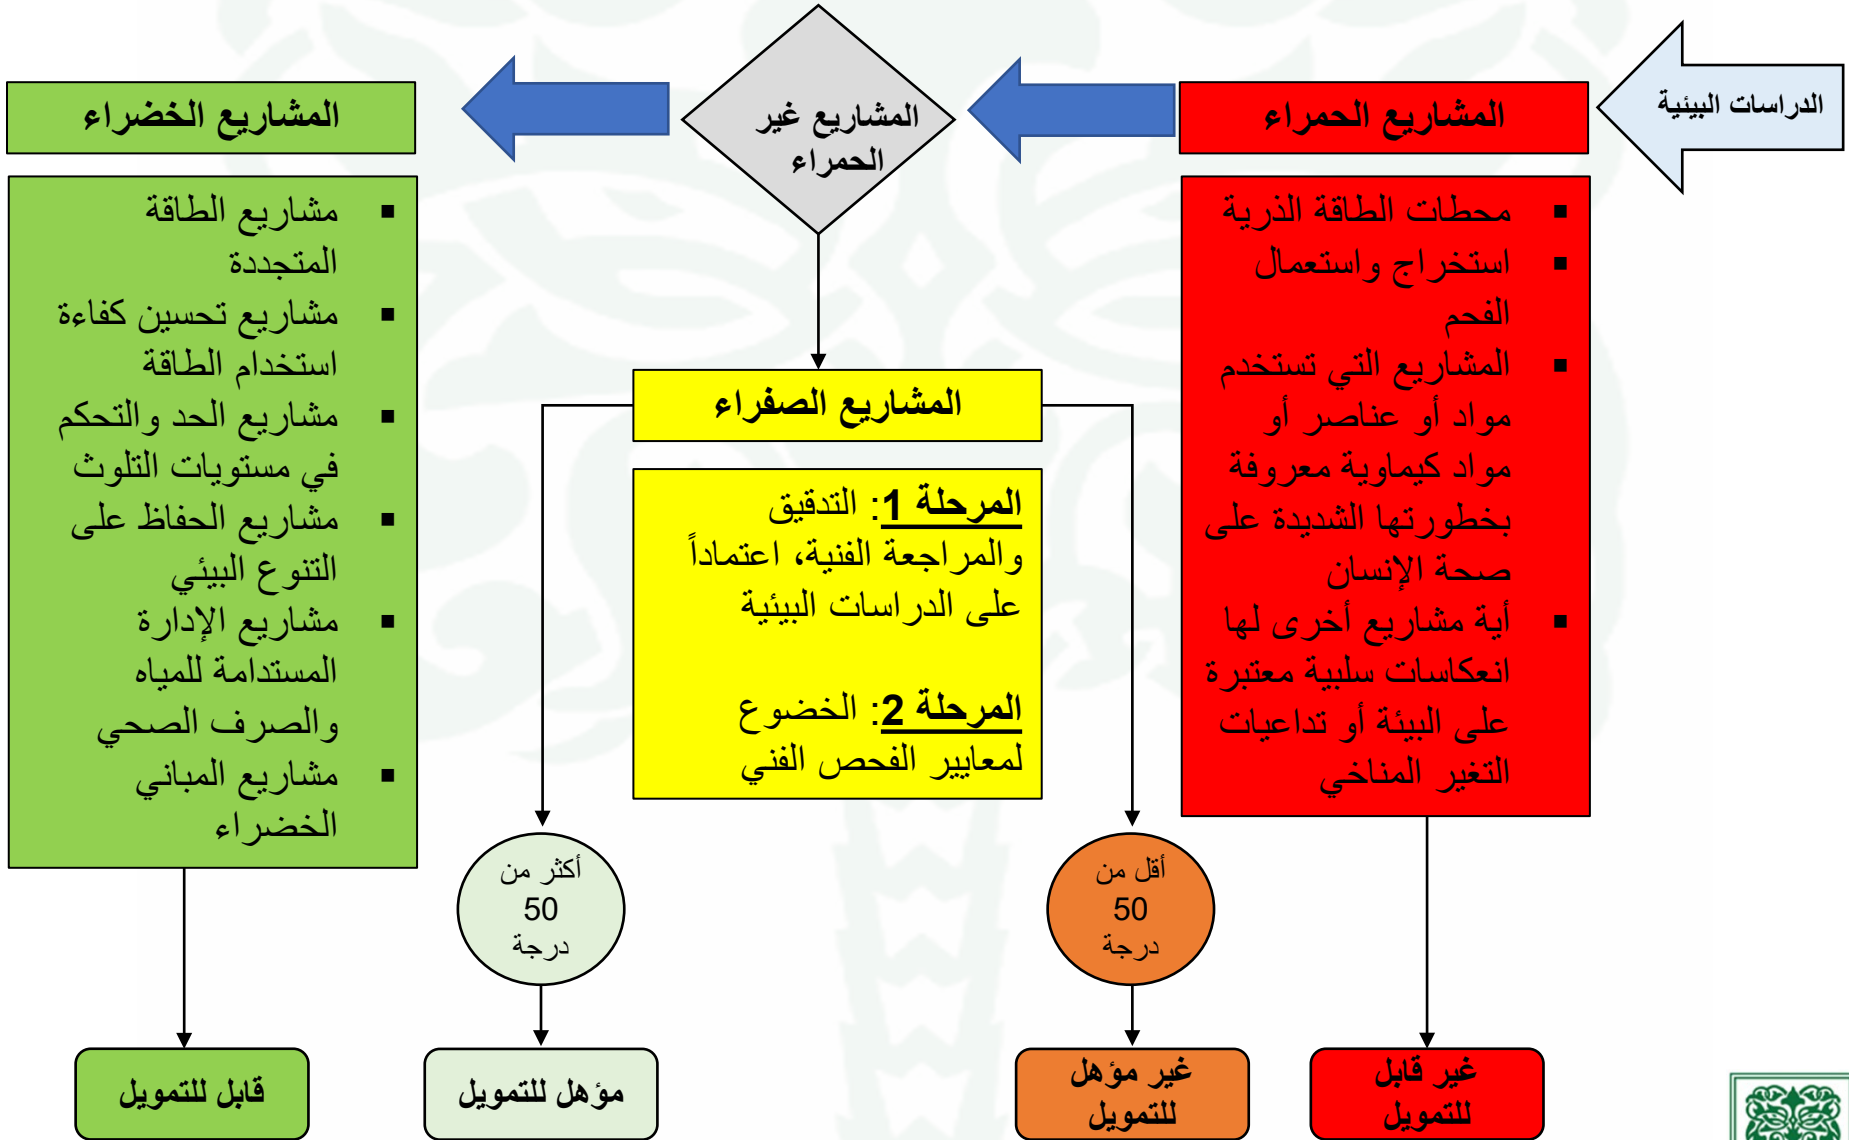 الدراسات البيئية
المشاريع الحمراء
▪ محطات الطاقة الذرية
▪ استخراج واستعمال
الفحم
▪ المشاريع التي تستخدم
مواد أو عناصر أو
مواد كيماوية معروفة
بخطورتها الشديدة على
صحة الإنسان
▪ أية مشاريع أخرى لها
انعكاسات سلبية معتبرة
على البيئة أو تداعيات
التغير المناخي
غير قابل
للتمويل
المشاريع غير
الحمراء
المشاريع الصفراء
المرحلة 1: التدقيق
والمراجعة الفنية، اعتماداً
على الدراسات البيئية
المرحلة 2: الخضوع
لمعايير الفحص الفني
أقل من
50
درجة
غير مؤهل
للتمويل
أكثر من
50
درجة
مؤهل للتمويل
المشاريع الخضراء
▪ مشاريع الطاقة
المتجددة
▪ مشاريع تحسين كفاءة
استخدام الطاقة
▪ مشاريع الحد والتحكم
في مستويات التلوث
▪ مشاريع الحفاظ على
التنوع البيئي
▪ مشاريع الإدارة
المستدامة للمياه
والصرف الصحي
▪ مشاريع المباني
الخضراء
قابل للتمويل